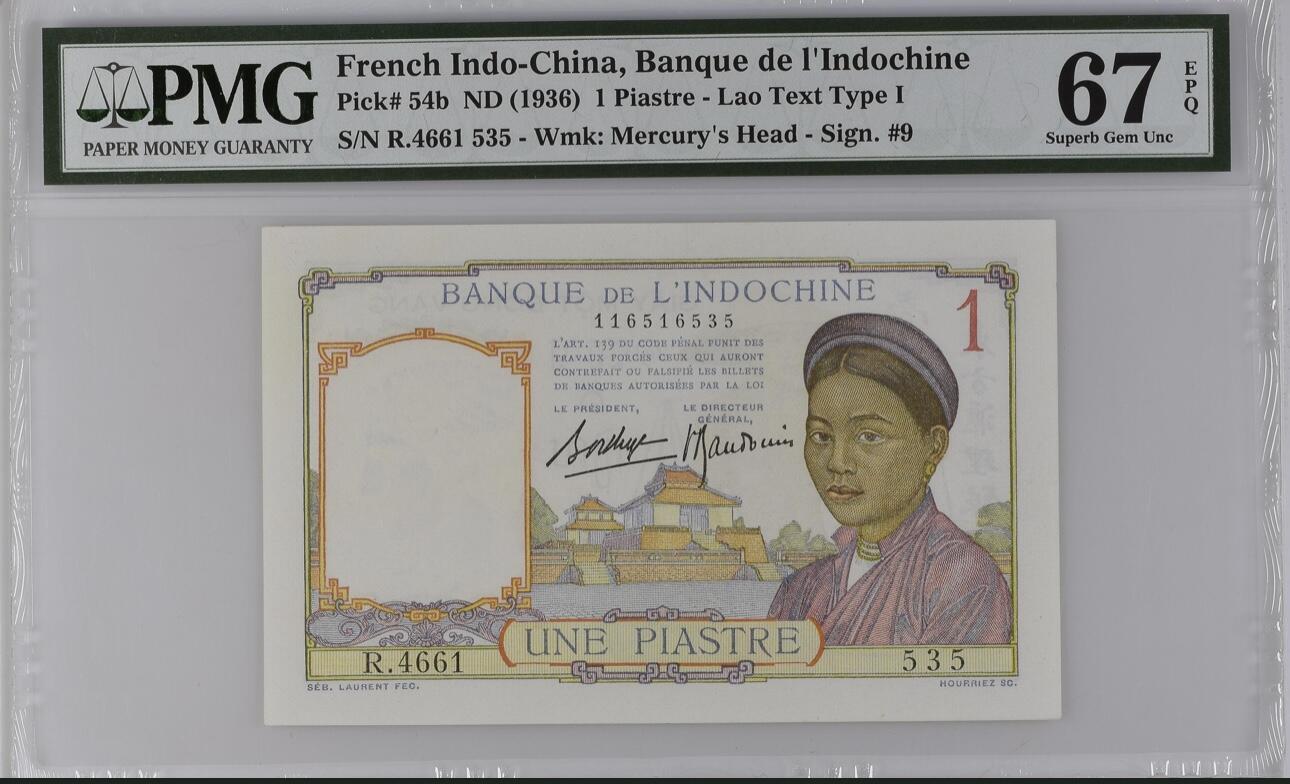 PMG
PAPER MONEY GUARANTY
French Indo-China, Banque de l'Indochine
Pick# 54b ND (1936) 1 Piastre - Lao Text Type I
S/N R.4661 535 - Wmk: Mercury's Head - Sign. #9
67
EPQ
Superb Gem Unc
BANQUE DE L'INDOCHINE
116516535
1
L'ART. 139 DU CODE PÉNAL PUNIT DES
TRAVAUX FORCÉS CEUX QUI AURONT
CONTREFAIT OU FALSIFIÉ LES BILLETS
DE BANQUES AUTORISÉES PAR LA LOI
LE PRÉSIDENT,
LE DIRECTEUR
GÉNÉRAL,
UNE PIASTRE
R.4661
535
SÉB. LAURENT FEC.
HOURRIEZ SC.